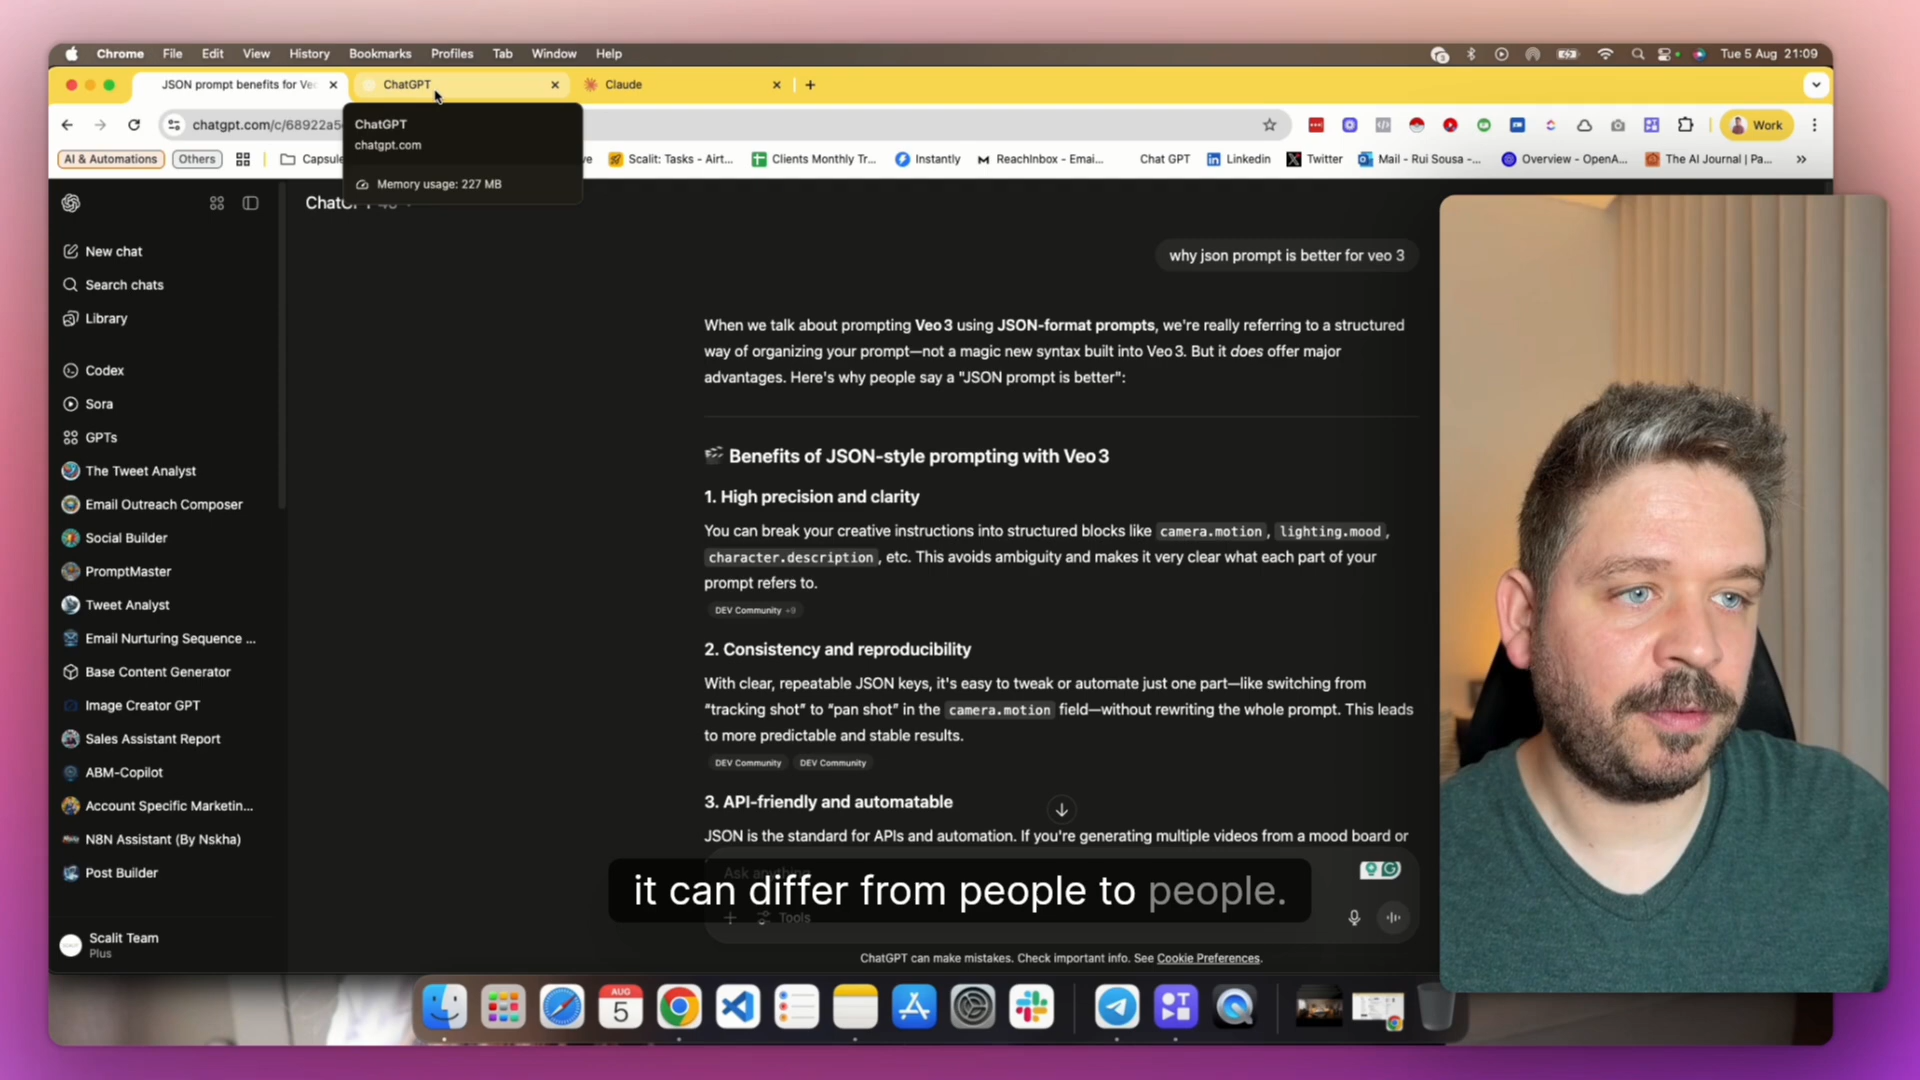 Chrome File Edit View History Bookmarks Profiles Tab Window Help
Tue 5 Aug 21:09
JSON prompt benefits for Veo
ChatGPT
Claude
chatgpt.com/c/68922a5
Work
ChatGPT
chatgpt.com
Memory usage: 227 MB
AI & Automations
Others
Capsule
Scalit: Tasks - Airt...
Clients Monthly Tr...
Instantly
ReachInbox - Emai...
Chat GPT
Linkedin
Twitter
Mail - Rui Sousa -...
Overview - OpenA...
The AI Journal | Pa...
New chat
Search chats
Library
Codex
Sora
GPTs
The Tweet Analyst
Email Outreach Composer
Social Builder
PromptMaster
Tweet Analyst
Email Nurturing Sequence ...
Base Content Generator
Image Creator GPT
Sales Assistant Report
ABM-Copilot
Account Specific Marketin...
N8N Assistant (By Nskha)
Post Builder
Scalit Team
Plus
why json prompt is better for veo 3
When we talk about prompting Veo 3 using JSON-format prompts, we're really referring to a structured
way of organizing your prompt—not a magic new syntax built into Veo 3. But it does offer major
advantages. Here's why people say a "JSON prompt is better":
Benefits of JSON-style prompting with Veo 3
1. High precision and clarity
You can break your creative instructions into structured blocks like camera.motion, lighting.mood,
character.description, etc. This avoids ambiguity and makes it very clear what each part of your
prompt refers to.
DEV Community +9
2. Consistency and reproducibility
With clear, repeatable JSON keys, it's easy to tweak or automate just one part—like switching from
“tracking shot” to “pan shot” in the camera.motion field—without rewriting the whole prompt. This leads
to more predictable and stable results.
DEV Community DEV Community
3. API-friendly and automatable
JSON is the standard for APIs and automation. If you're generating multiple videos from a mood board or
it can differ from people to people.
Tools
ChatGPT can make mistakes. Check important info. See Cookie Preferences.
AUG
5